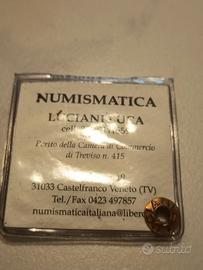 NUMISMATICA
LUCIANI LUCA
Perito della Camera di Commercio
di Treviso n. 415
31033 Castelfranco Veneto (TV)
Tel./Fax 0423 497857
numismaticaitaliana@libero
subito